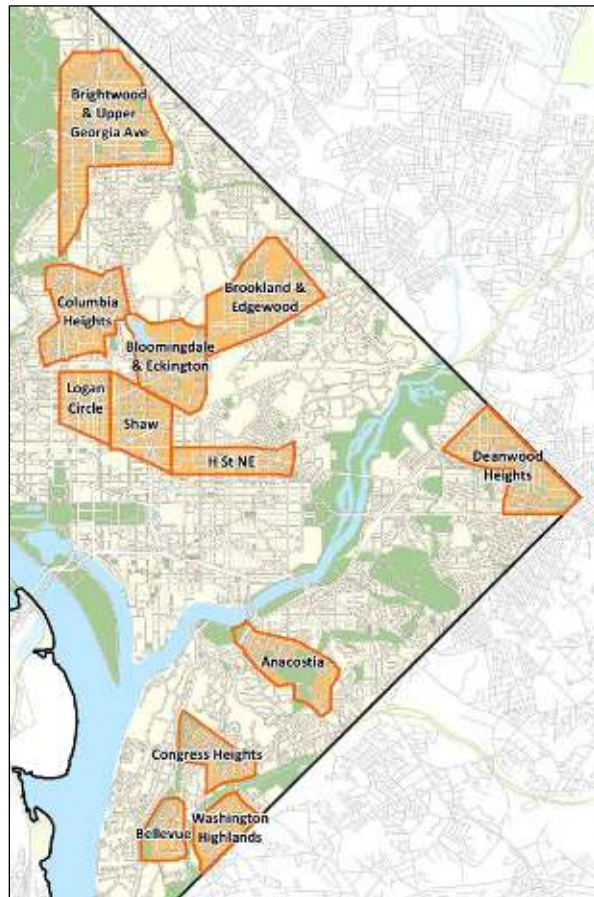 Brightwood
& Upper
Georgia Ave
Columbia
Heights
Brookland &
Edgewood
Bloomingdale
& Eckington
Logan
Circle
Shaw
H St NE
Deanwood
Heights
Anacostia
Congress Heights
Bellevue
Washington
Highlands